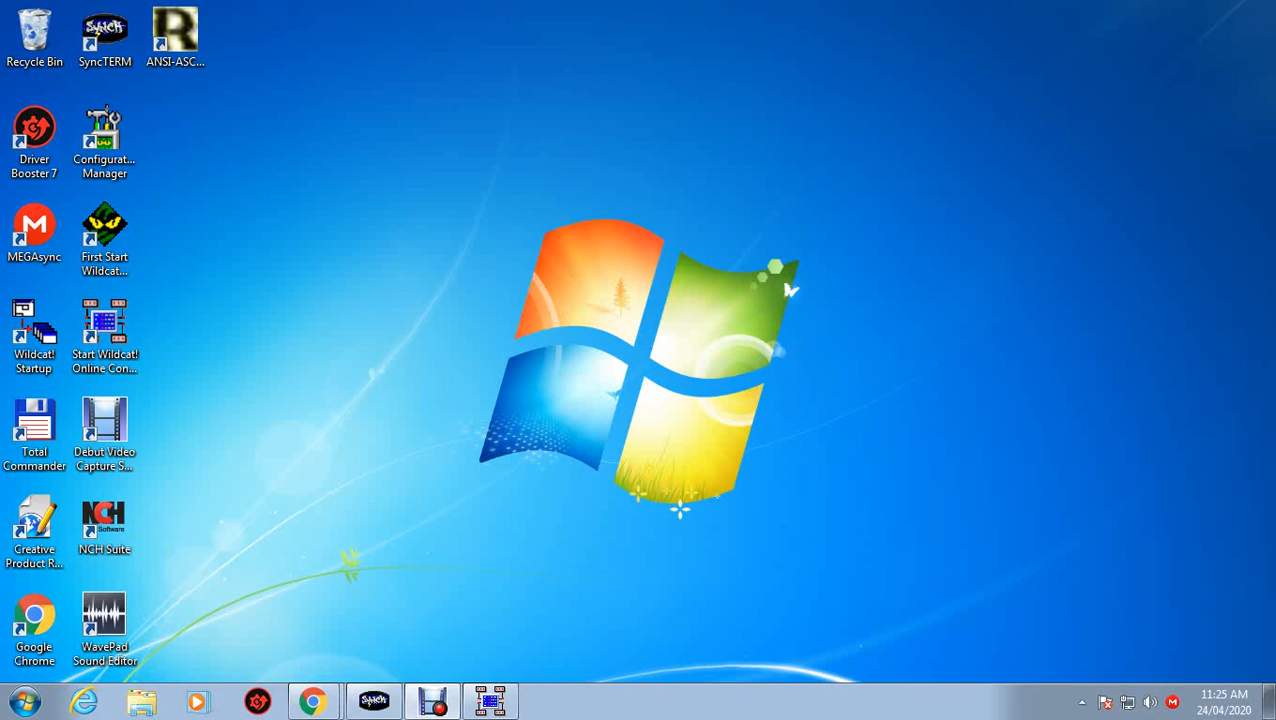 Recycle Bin
SyncTERM
ANSI-ASC...
Driver
Booster 7
Configurat...
Manager
MEGAsync
First Start
Wildcat...
Wildcat!
Startup
Start Wildcat!
Online Con...
Total
Commander
Debut Video
Capture S...
Creative
Product R...
NCH
Software
NCH Suite
Google
Chrome
WavePad
Sound Editor
11:25 AM
24/04/2020